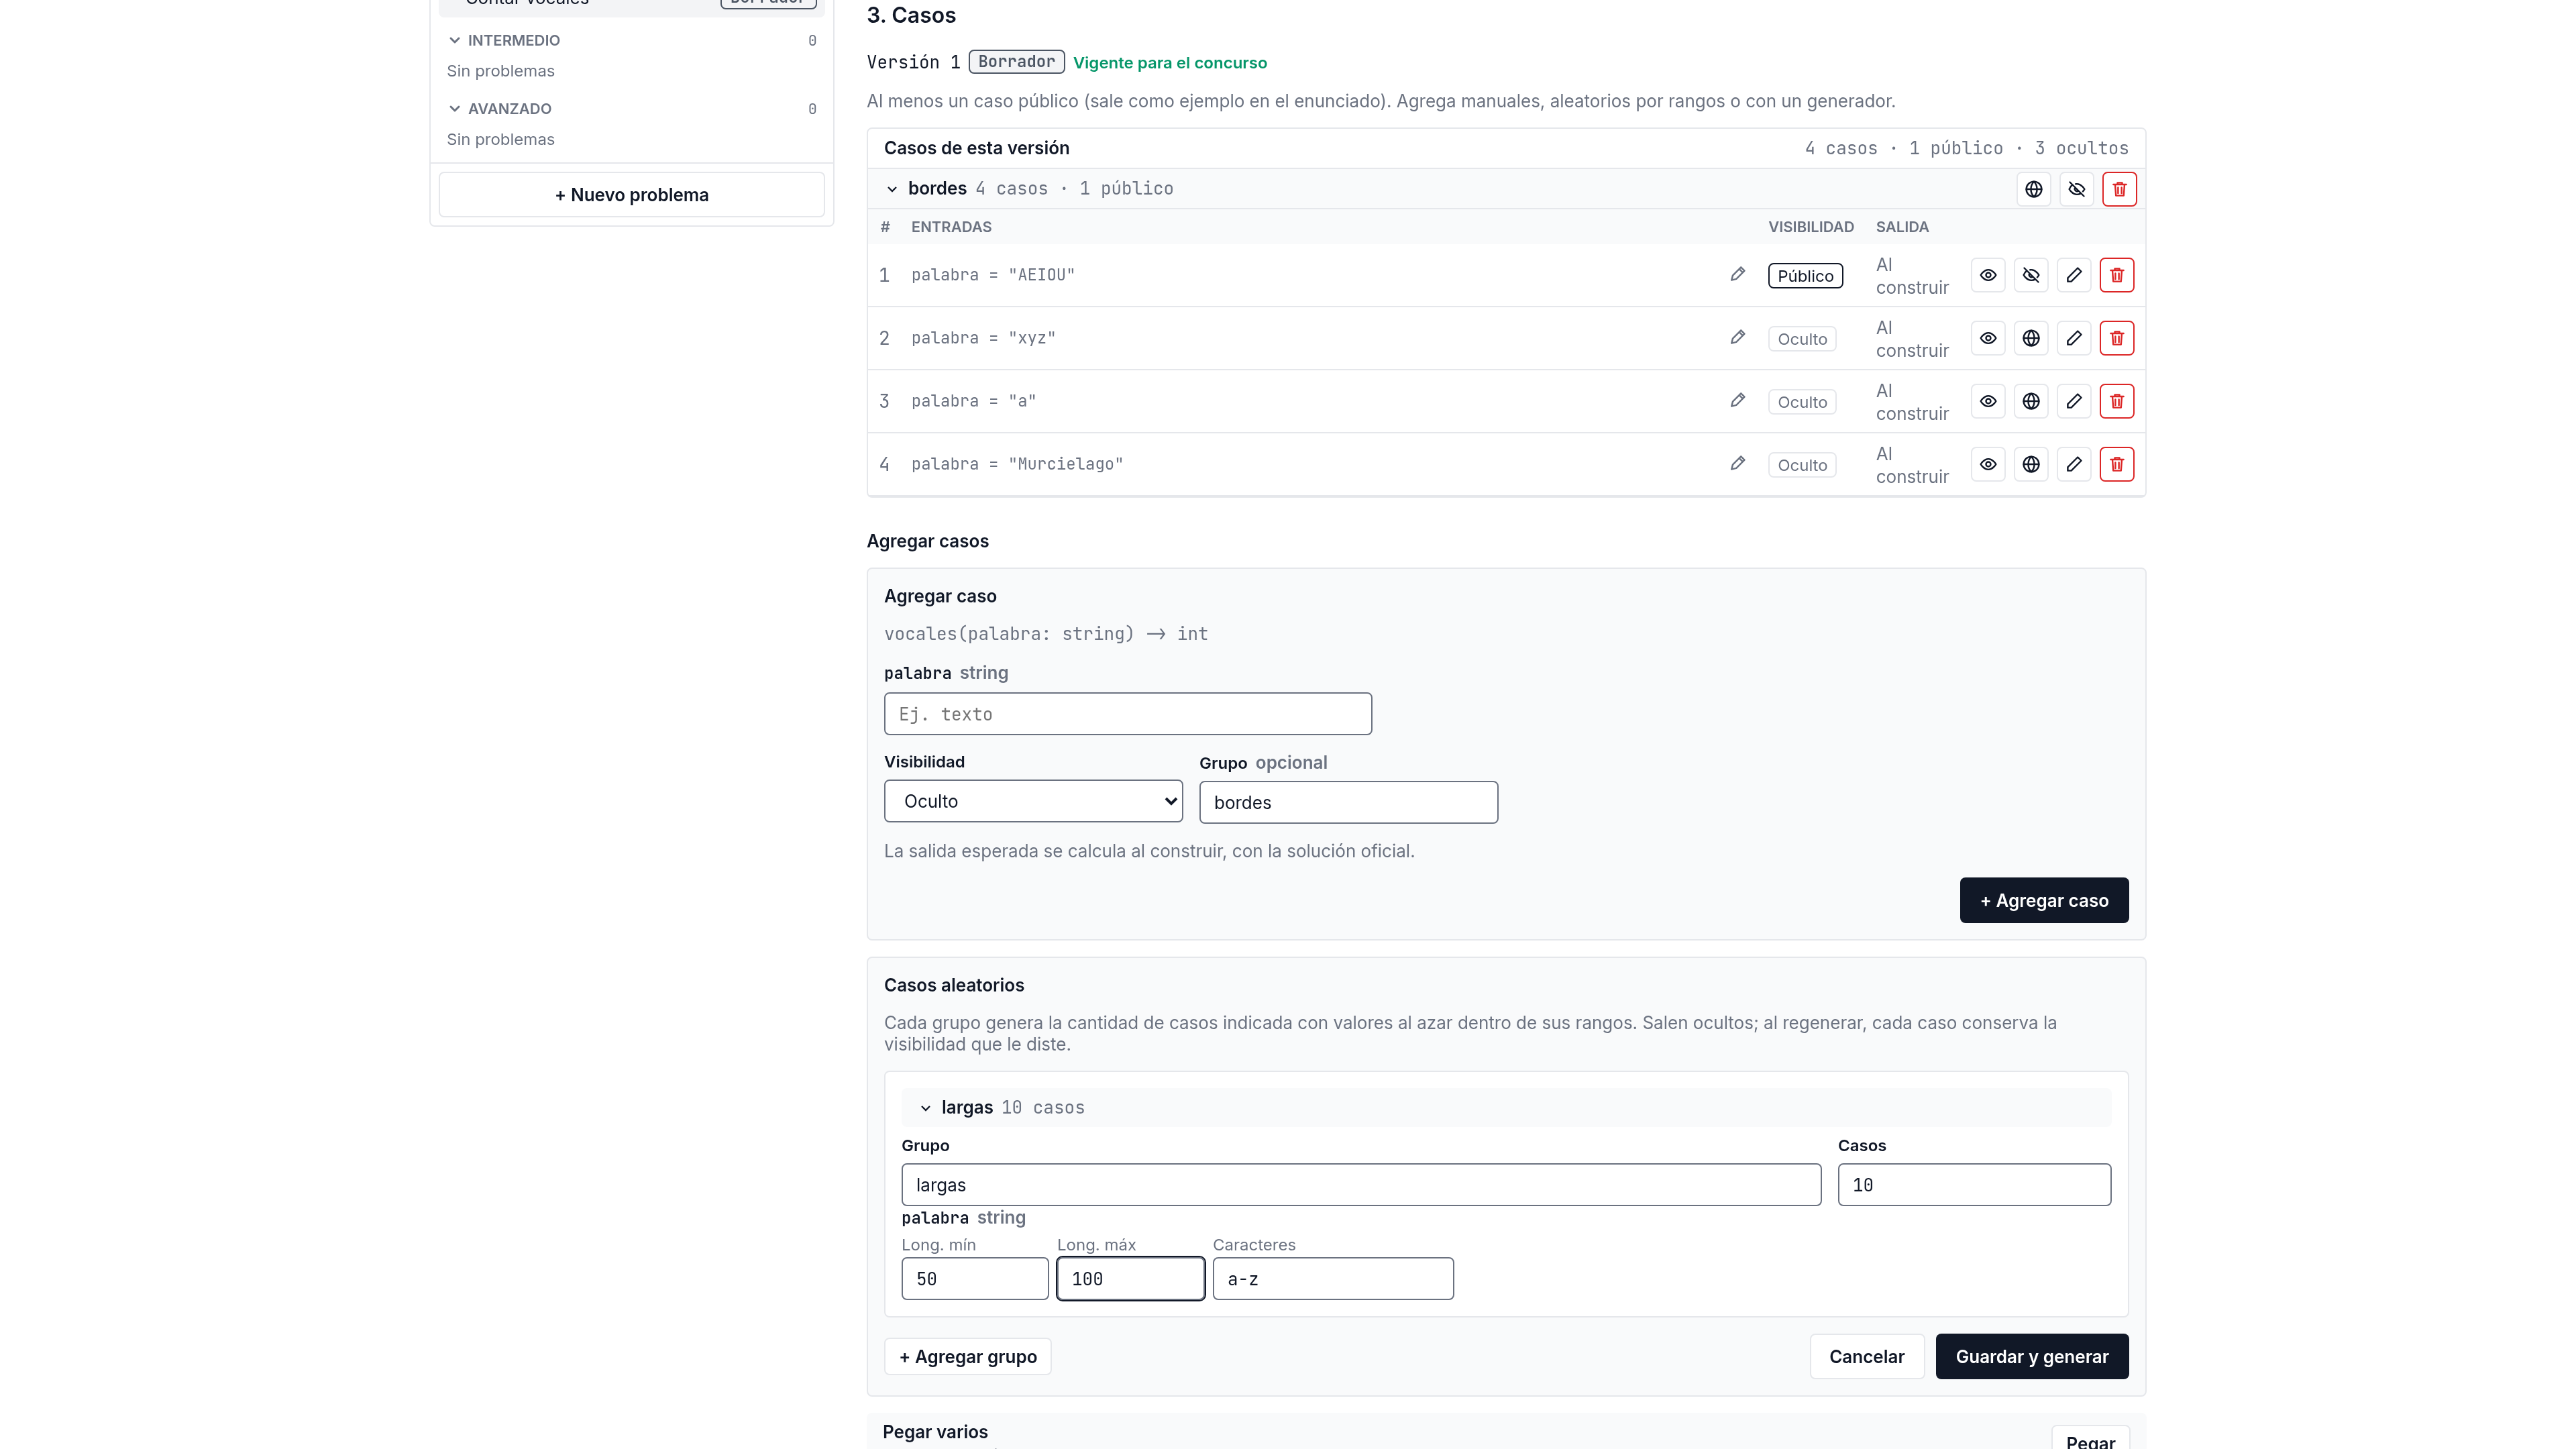 Contar vocales Borrador
INTERMEDIO 0
Sin problemas
AVANZADO 0
Sin problemas
+ Nuevo problema
3. Casos
Versión 1 Borrador Vigente para el concurso
Al menos un caso público (sale como ejemplo en el enunciado). Agrega manuales, aleatorios por rangos o con un generador.
Casos de esta versión 4 casos · 1 público · 3 ocultos
bordes 4 casos · 1 público
# ENTRADAS VISIBILIDAD SALIDA
1 palabra = "AEIOU" Público Al construir
2 palabra = "xyz" Oculto Al construir
3 palabra = "a" Oculto Al construir
4 palabra = "Murcielago" Oculto Al construir
Agregar casos
Agregar caso
vocales(palabra: string) → int
palabra string
Ej. texto
Visibilidad Grupo opcional
Oculto bordes
La salida esperada se calcula al construir, con la solución oficial.
+ Agregar caso
Casos aleatorios
Cada grupo genera la cantidad de casos indicada con valores al azar dentro de sus rangos. Salen ocultos; al regenerar, cada caso conserva la
visibilidad que le diste.
largas 10 casos
Grupo Casos
largas 10
palabra string
Long. mín Long. máx Caracteres
50 100 a-z
+ Agregar grupo Cancelar Guardar y generar
Pegar varios Pegar